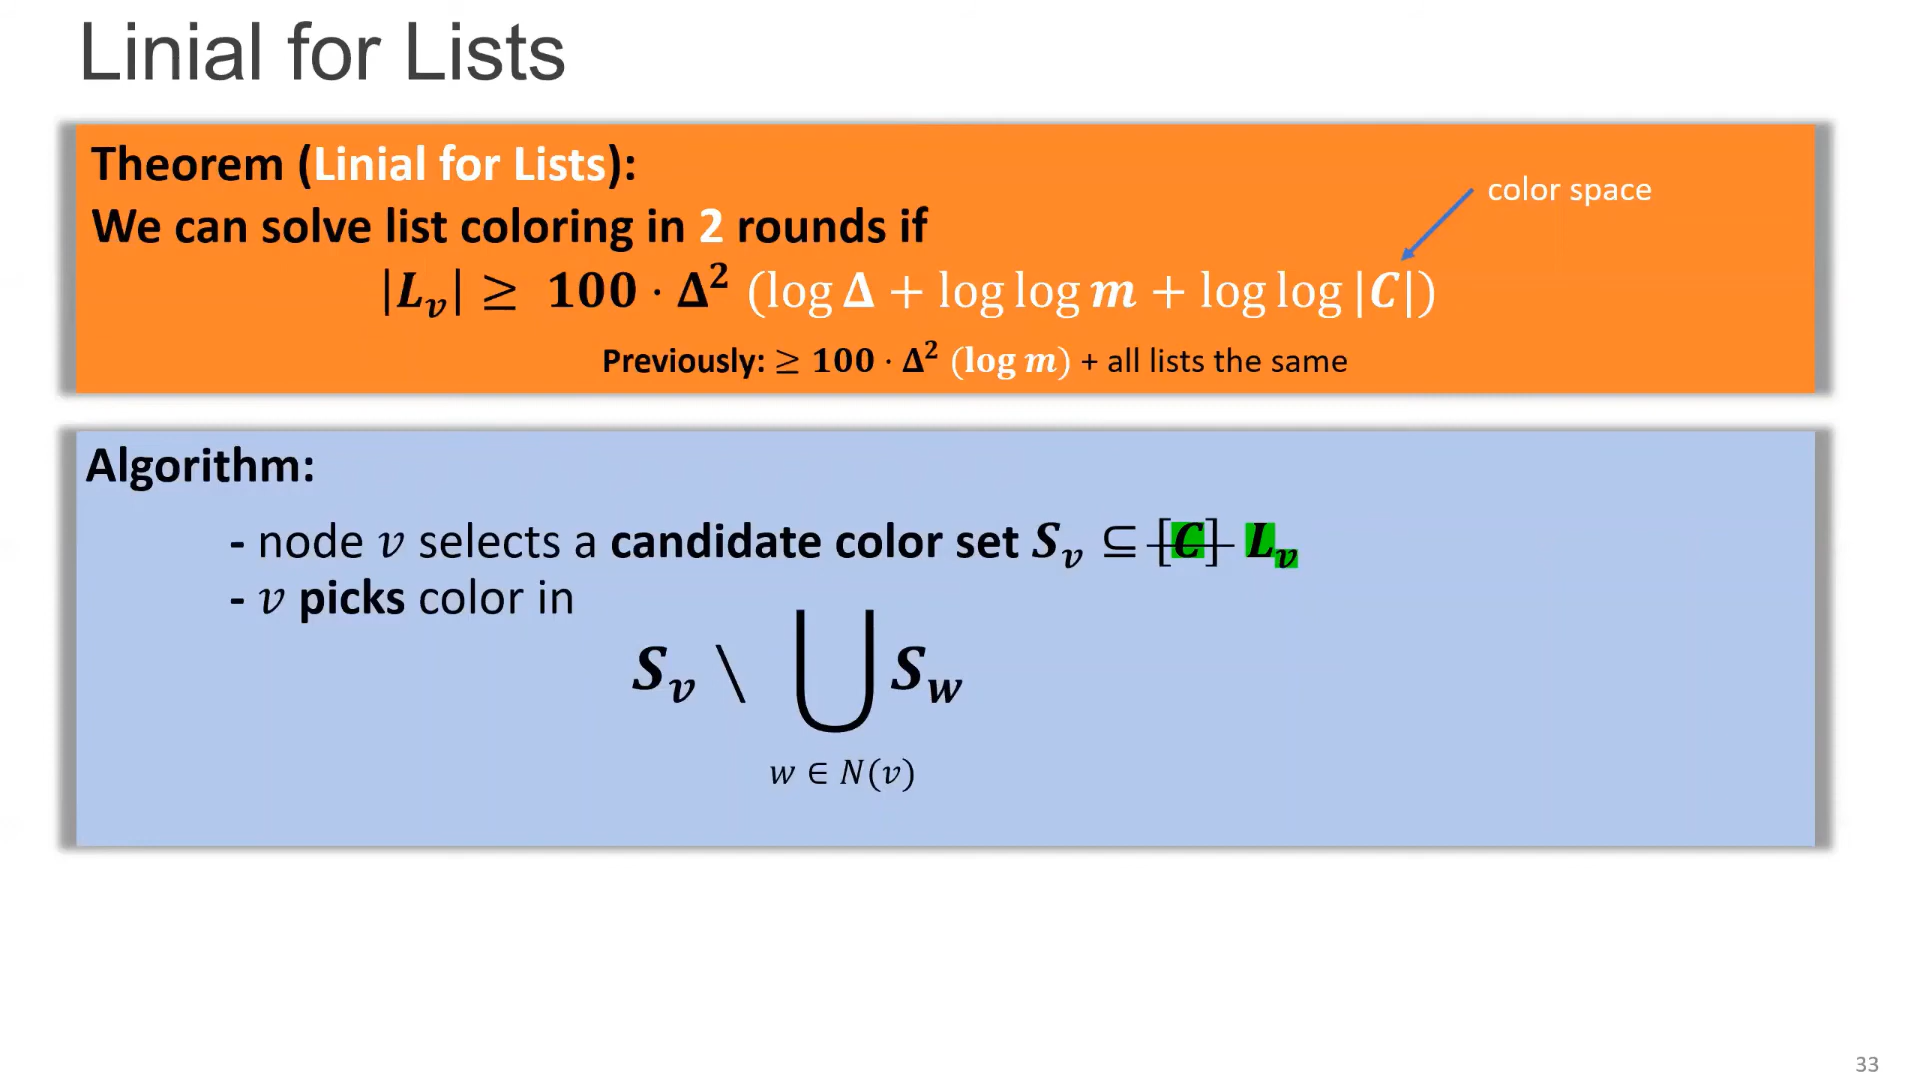 Linial for Lists
Theorem (Linial for Lists):
color space
We can solve list coloring in 2 rounds if
|L_v| ≥ 100 · Δ² (log Δ + log log m + log log |C|)
Previously: ≥ 100 · Δ² (log m) + all lists the same
Algorithm:
- node v selects a candidate color set S_v ⊆ [C] L_v
- v picks color in
S_v \ ⋃ S_w
w ∈ N(v)
33